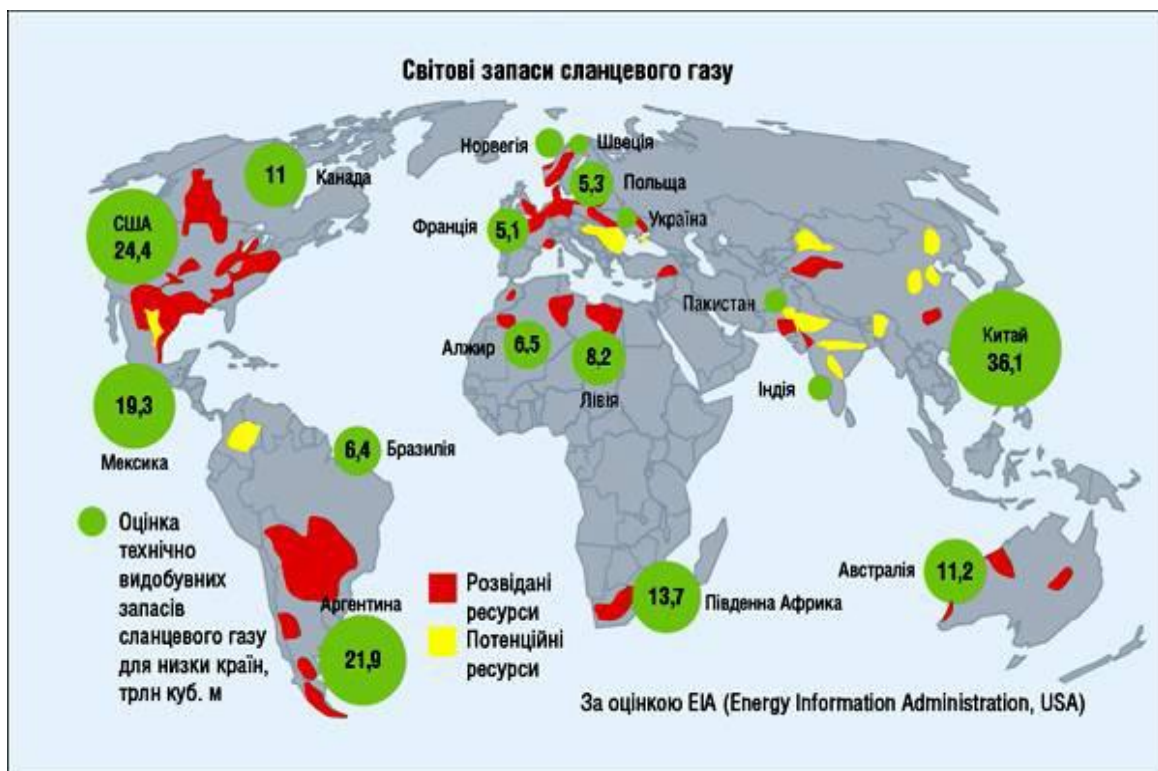 Світові запаси сланцевого газу
Норвегія
Швеція
11
Канада
5,3
Польща
США
24,4
Франція
5,1
Україна
Пакистан
Китай
36,1
Алжир
6,5
8,2
Лівія
Індія
19,3
Мексика
6,4
Бразилія
Оцінка
технічно
видобувних
запасів
сланцевого газу
для низки країн,
трлн куб. м
Аргентина
21,9
Розвідані
ресурси
Потенційні
ресурси
13,7
Південна Африка
Австралія
11,2
За оцінкою EIA (Energy Information Administration, USA)